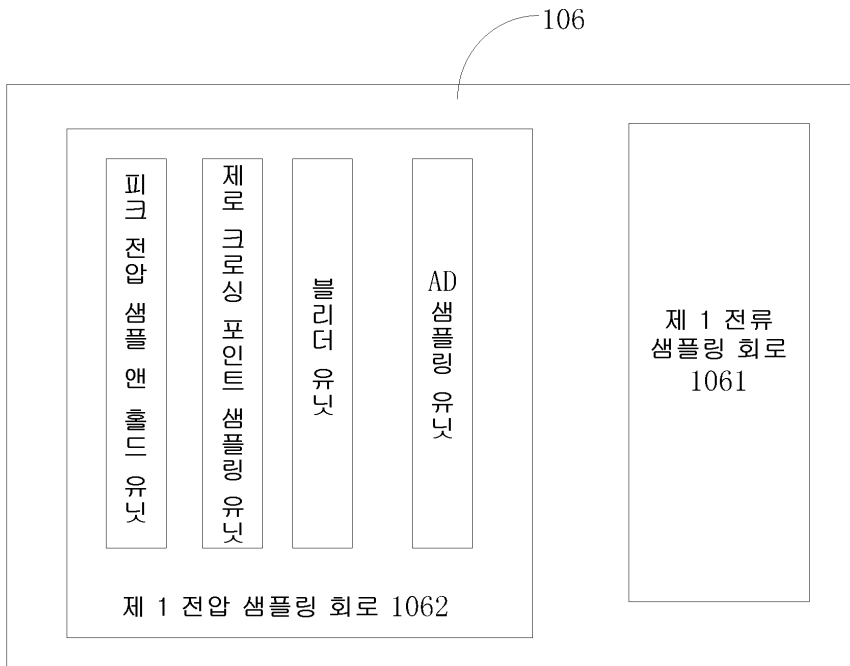 106
피크 전압 샘플 앤 홀드 유닛
제로 크로싱 포인트 샘플링 유닛
블리더 유닛
AD 샘플링 유닛
제 1 전압 샘플링 회로 1062
제 1 전류
샘플링 회로
1061